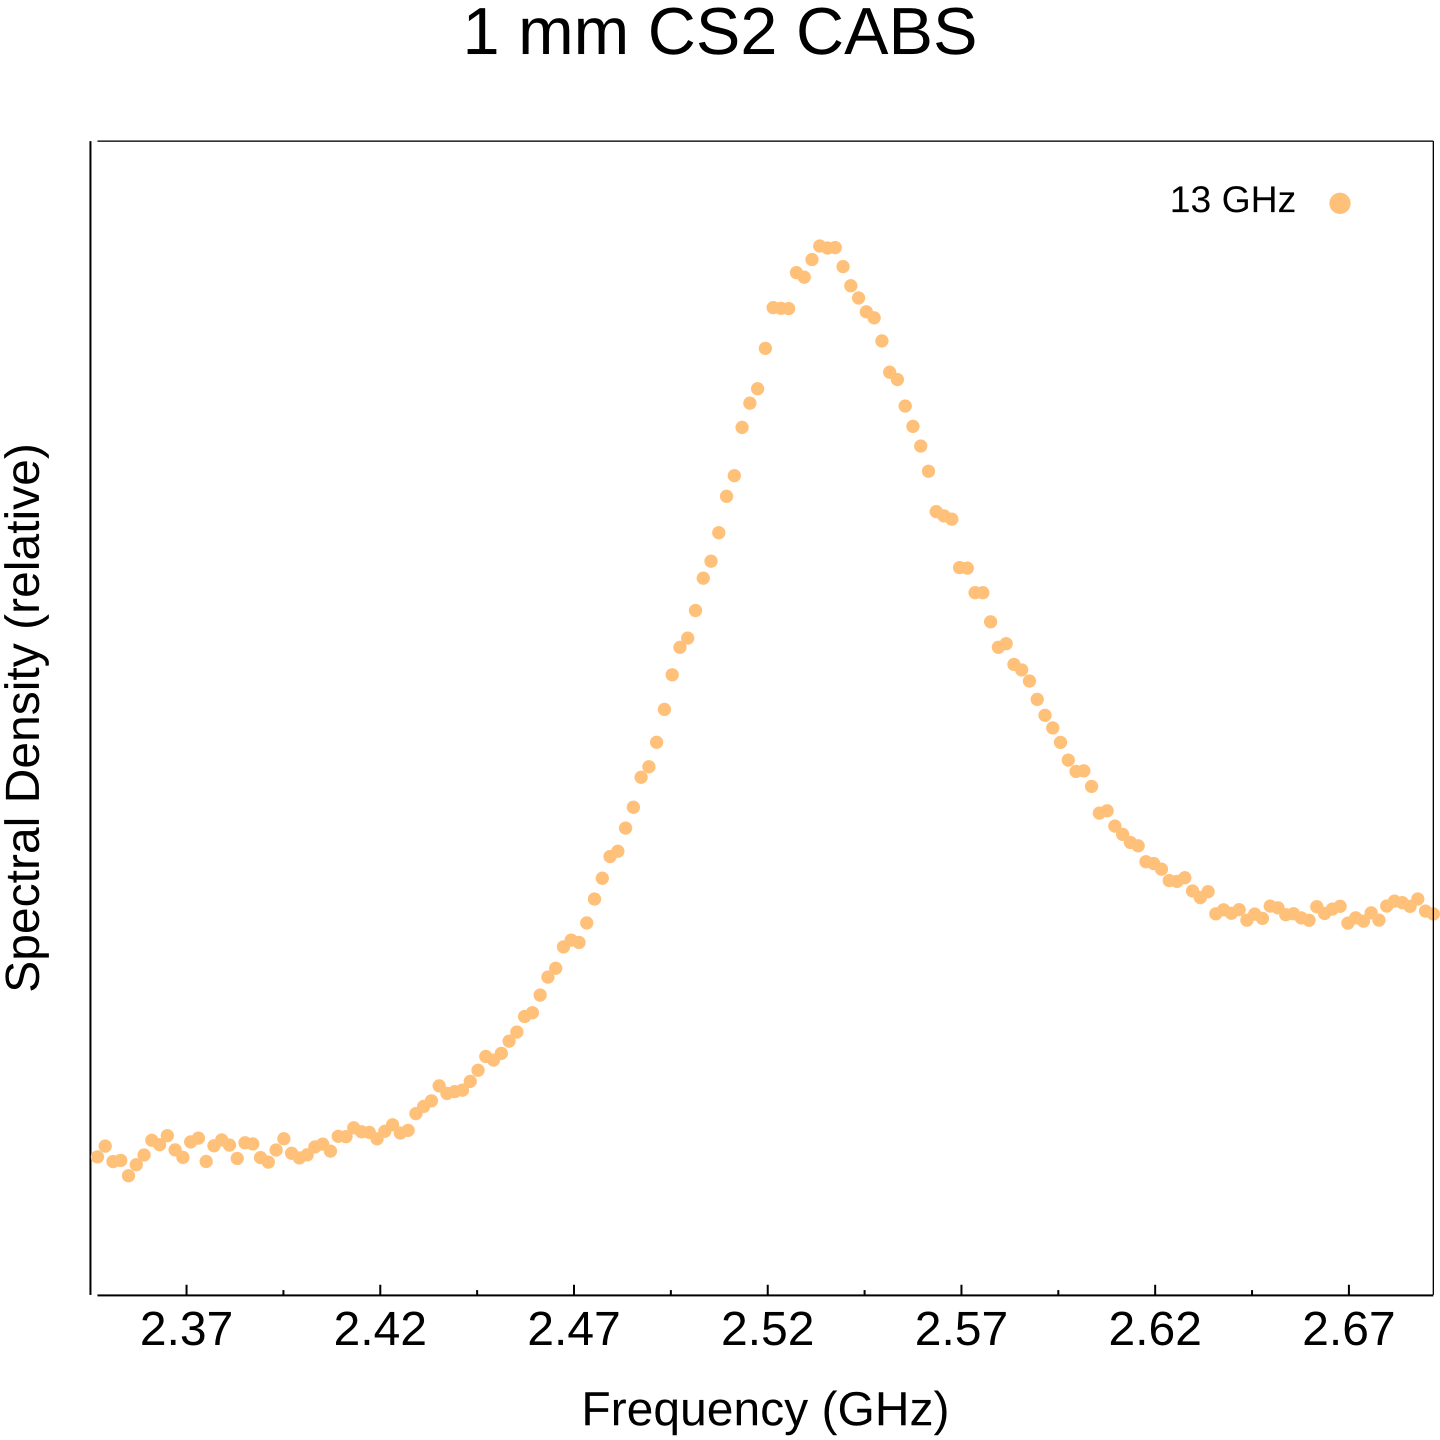 1 mm CS2 CABS
13 GHz
Spectral Density (relative)
2.37 2.42 2.47 2.52 2.57 2.62 2.67
Frequency (GHz)